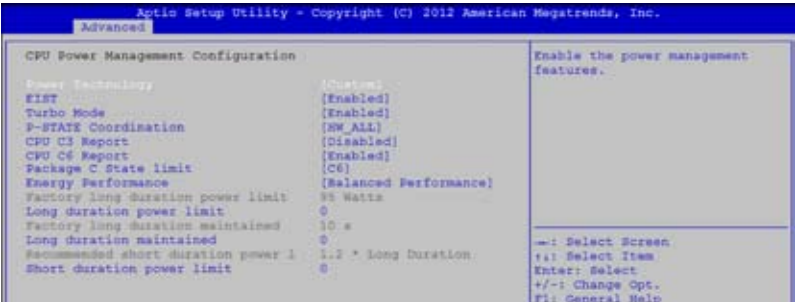 Aptio Setup Utility - Copyright (C) 2012 American Megatrends, Inc.
Advanced
CPU Power Management Configuration
Power Technology [Custom]
EIST [Enabled]
Turbo Mode [Enabled]
P-STATE Coordination [HW_ALL]
CPU C3 Report [Disabled]
CPU C6 Report [Enabled]
Package C State limit [C6]
Energy Performance [Balanced Performance]
Factory long duration power limit 95 Watts
Long duration power limit 0
Factory long duration maintained 10 s
Long duration maintained 0
Recommended short duration power l 1.2 * Long Duration
Short duration power limit 0
Enable the power management
features.
→←: Select Screen
↑↓: Select Item
Enter: Select
+/-: Change Opt.
F1: General Help